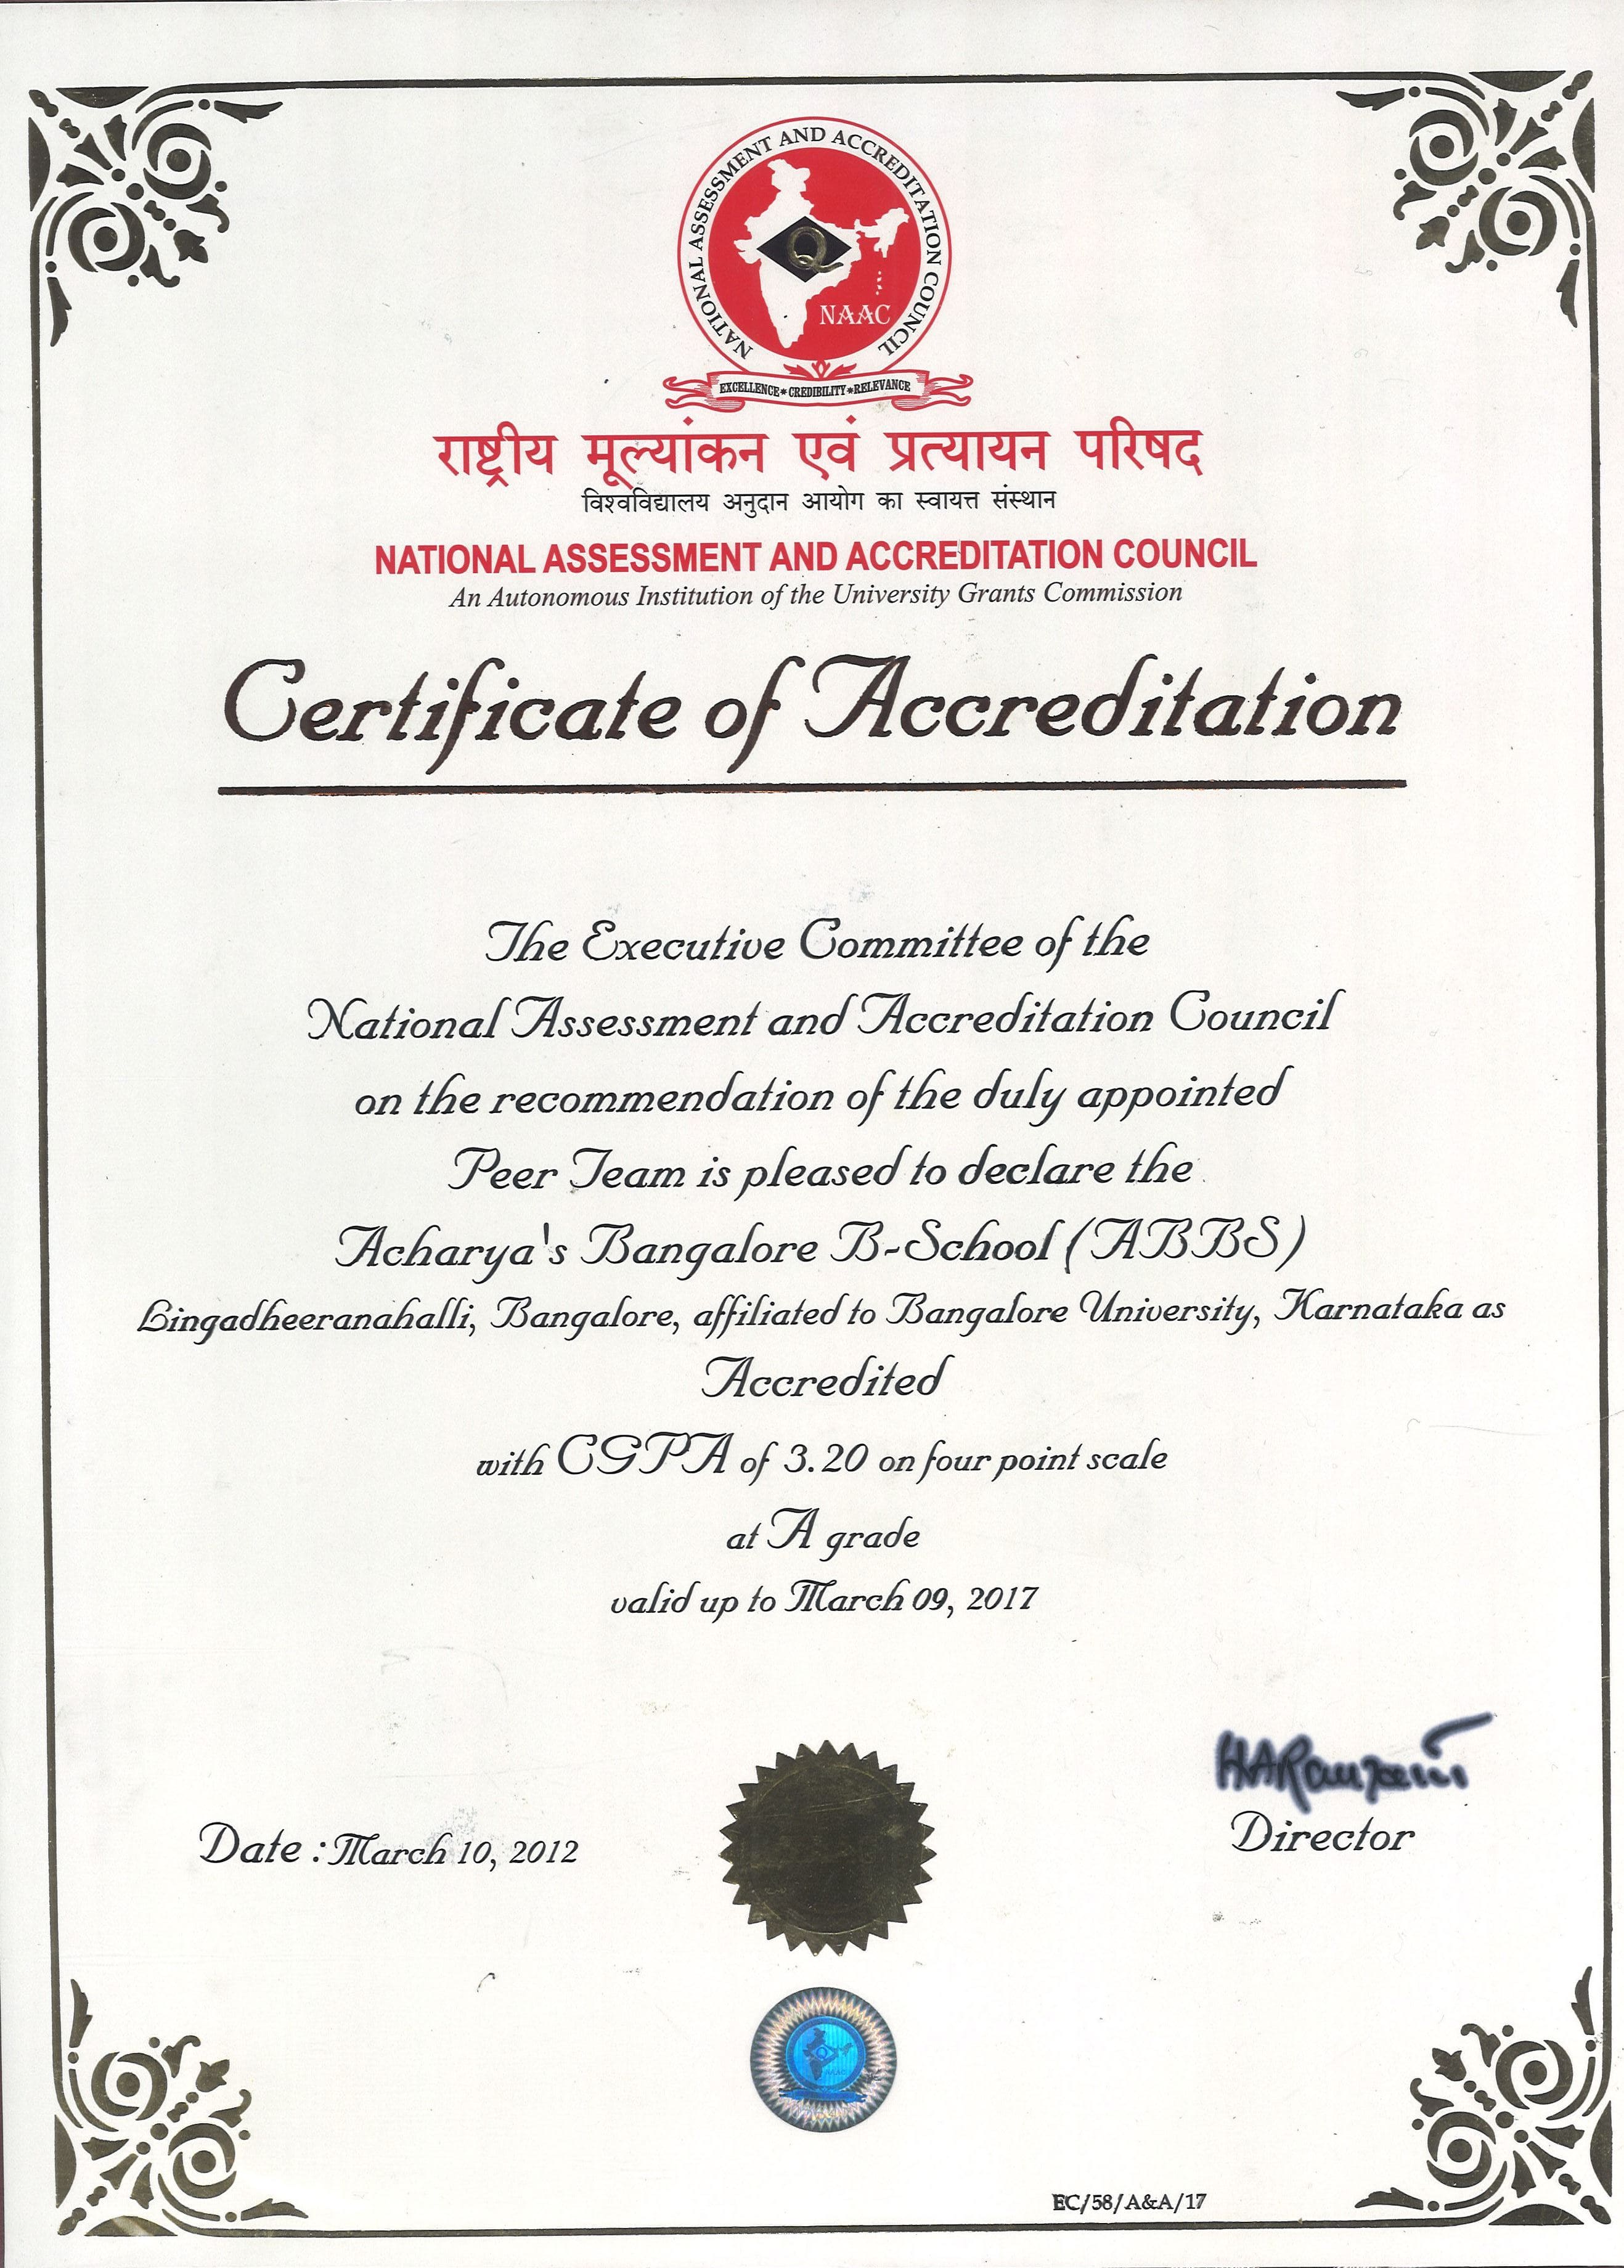 NATIONAL ASSESSMENT AND ACCREDITATION COUNCIL
Q
NAAC
EXCELLENCE * CREDIBILITY * RELEVANCE
राष्ट्रीय मूल्यांकन एवं प्रत्यायन परिषद
विश्वविद्यालय अनुदान आयोग का स्वायत्त संस्थान
NATIONAL ASSESSMENT AND ACCREDITATION COUNCIL
An Autonomous Institution of the University Grants Commission
Certificate of Accreditation
The Executive Committee of the
National Assessment and Accreditation Council
on the recommendation of the duly appointed
Peer Team is pleased to declare the
Acharya's Bangalore B-School (ABBS)
Lingadheeranahalli, Bangalore, affiliated to Bangalore University, Karnataka as
Accredited
with CGPA of 3.20 on four point scale
at A grade
valid up to March 09, 2017
Date : March 10, 2012
Director
EC/58/A&A/17